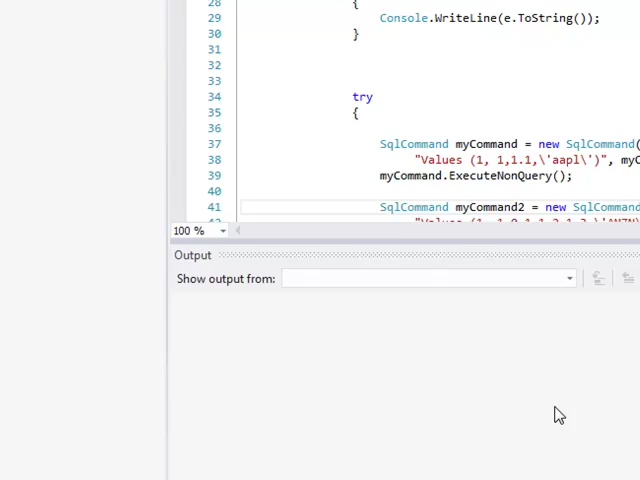 28 {
29 Console.WriteLine(e.ToString());
30 }
31
32
33
34 try
35 {
36
37 SqlCommand myCommand = new SqlCommand(
38 "Values (1, 1,1.1,\'aapl\')", myC
39 myCommand.ExecuteNonQuery();
40
41 SqlCommand myCommand2 = new SqlCommand
100 %
Output
Show output from: